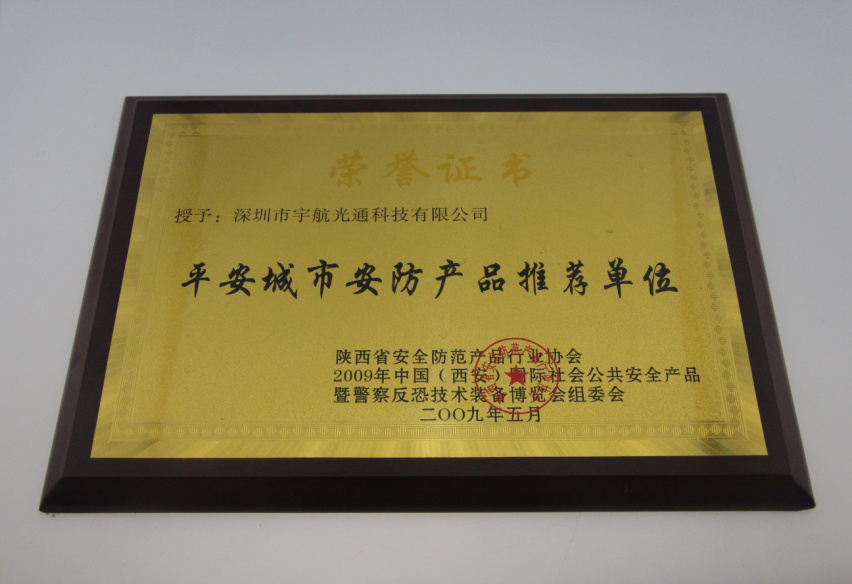 荣誉证书
授予：深圳市宇航光通科技有限公司
平安城市安防产品推荐单位
陕西省安全防范产品行业协会
2009年中国（西安）国际社会公共安全产品
暨警察反恐技术装备博览会组委会
二OO九年五月